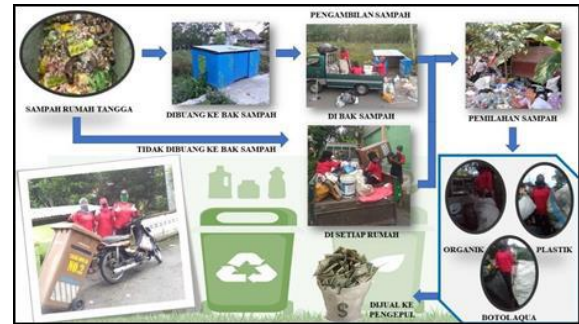 PENGAMBILAN SAMPAH
SAMPAH RUMAH TANGGA
DIBUANG KE BAK SAMPAH
DI BAK SAMPAH
PEMILAHAN SAMPAH
TIDAK DIBUANG KE BAK SAMPAH
DI SETIAP RUMAH
ORGANIK
PLASTIK
BOTOL AQUA
DIJUAL KE
PENGEPUL
$